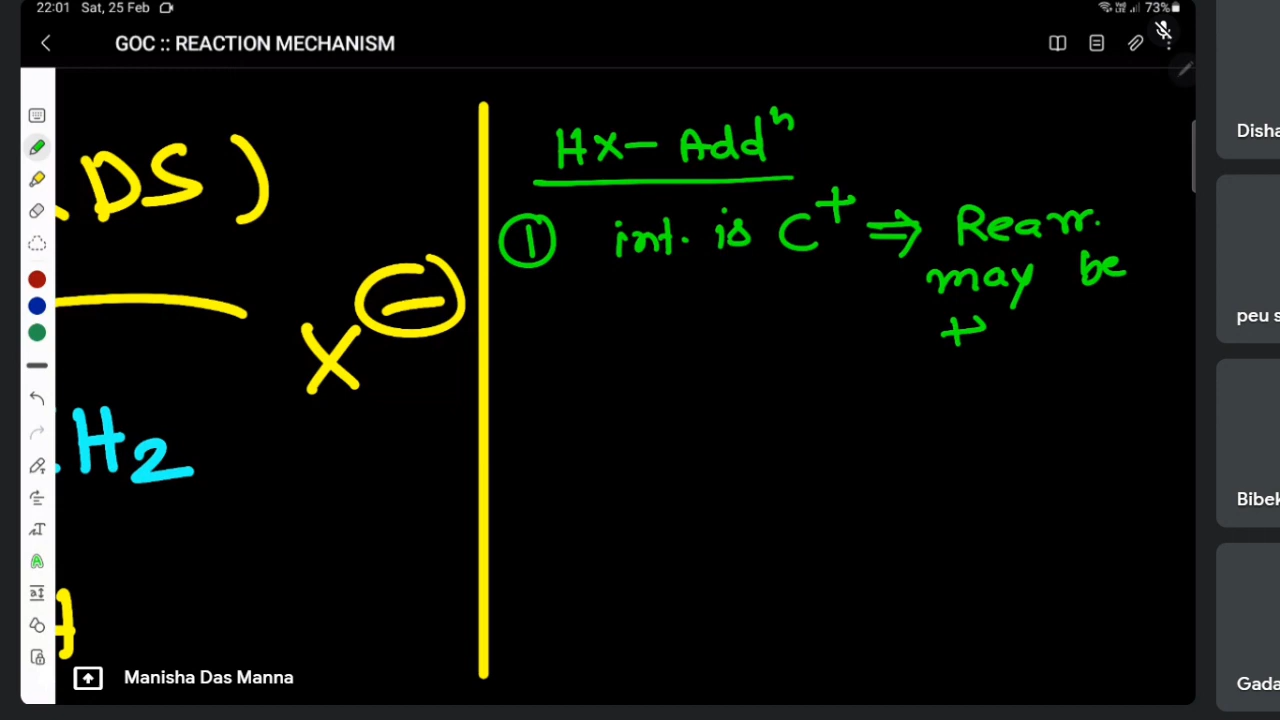 22:01 Sat, 25 Feb
73%
GOC :: REACTION MECHANISM
DS)
X⊖
H2
HX - Addⁿ
① int. is C⁺ ⇒ Rearr.
may be
Disha
peu s
Bibek
Gada
Manisha Das Manna